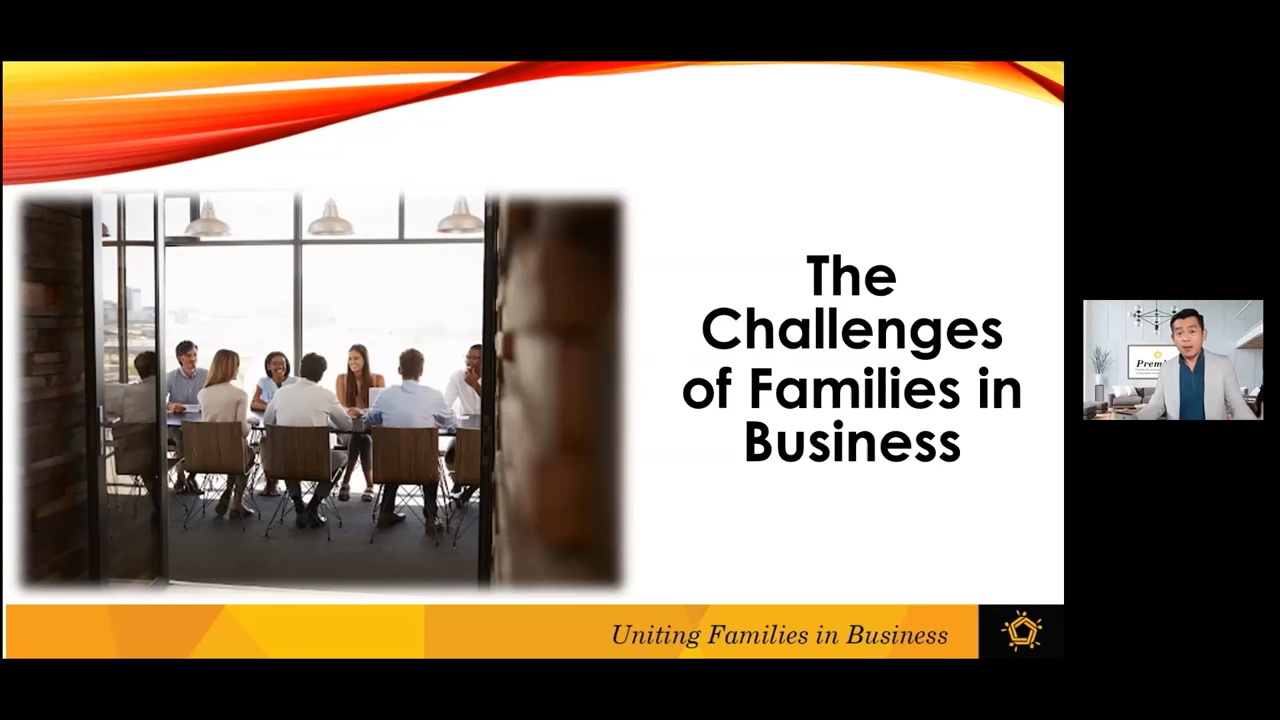 The
Challenges
of Families in
Business
Uniting Families in Business